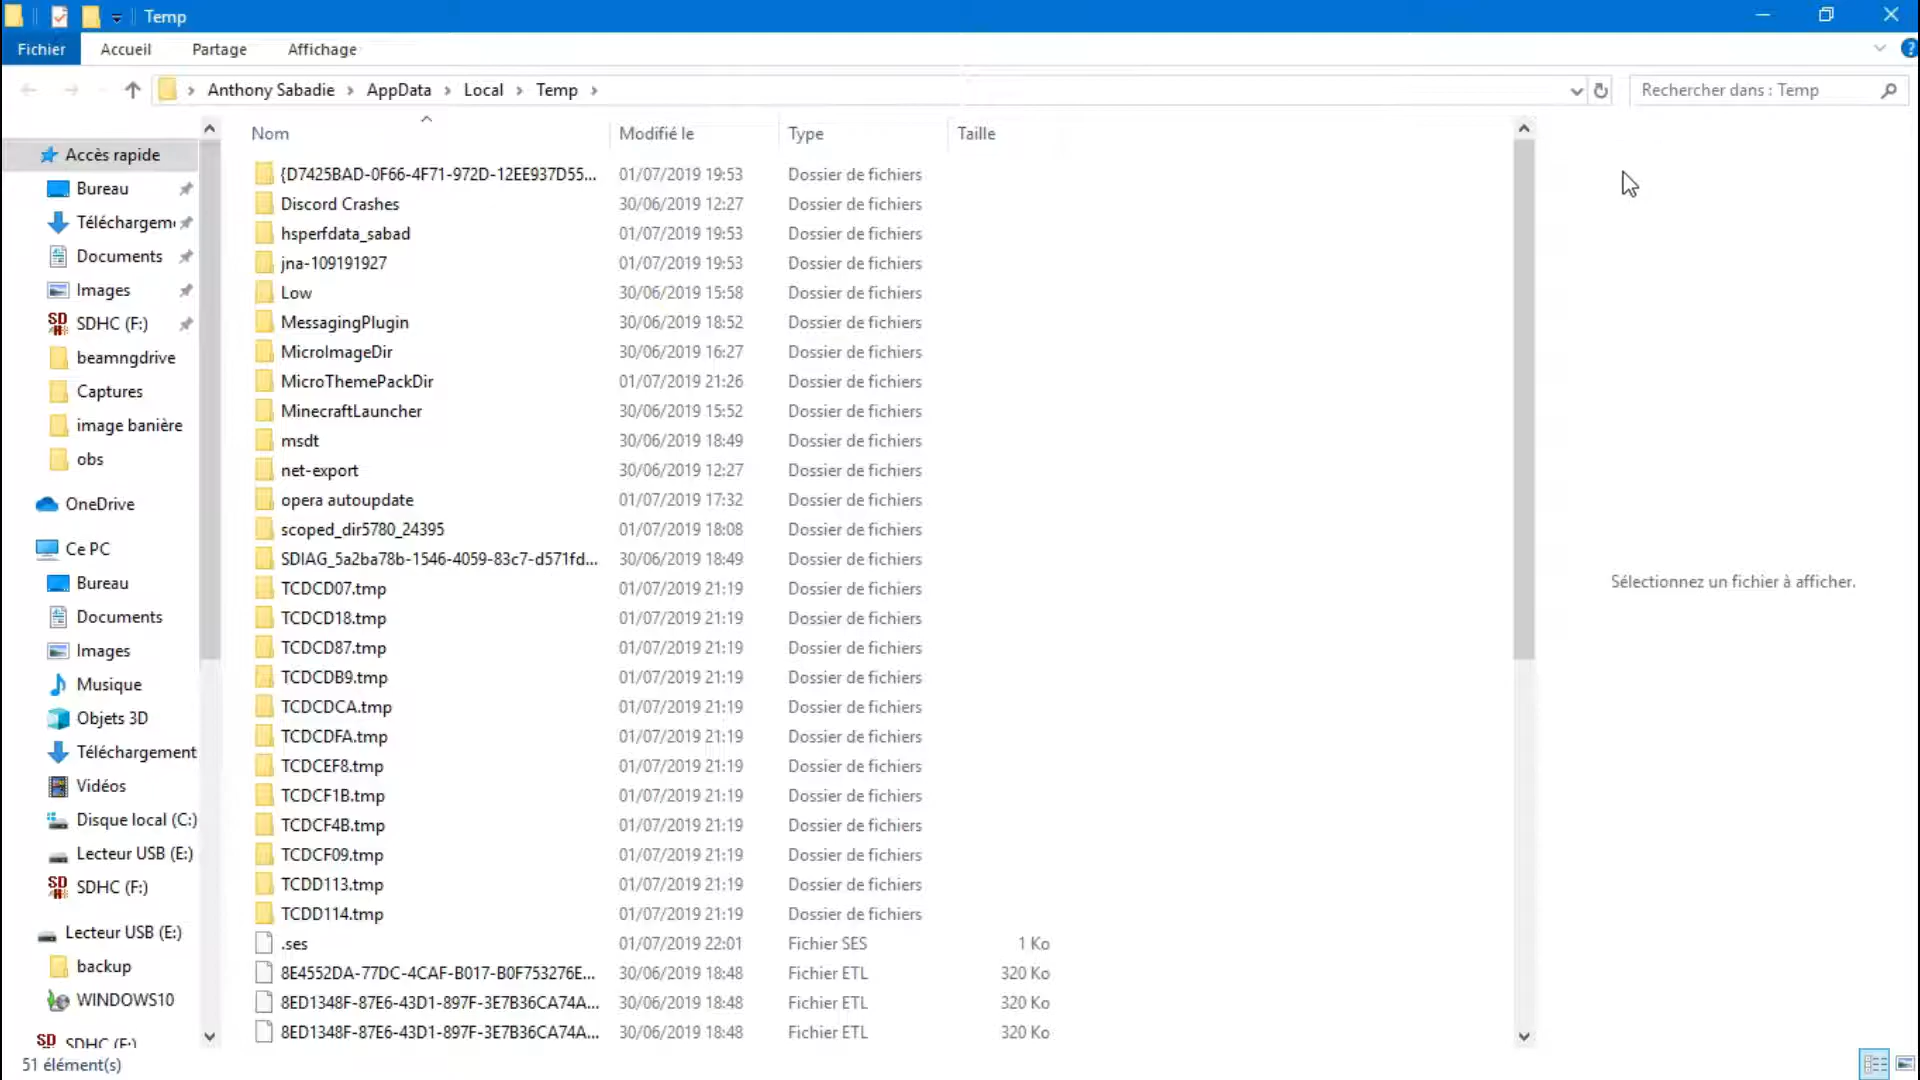 Temp
Fichier Accueil Partage Affichage
Anthony Sabadie AppData Local Temp
Rechercher dans : Temp
Accès rapide
Bureau
Téléchargem
Documents
Images
SDHC (F:)
beamngdrive
Captures
image banière
obs
OneDrive
Ce PC
Bureau
Documents
Images
Musique
Objets 3D
Téléchargement
Vidéos
Disque local (C:)
Lecteur USB (E:)
SDHC (F:)
Lecteur USB (E:)
backup
WINDOWS10
SDHC (F:)
Nom Modifié le Type Taille
{D7425BAD-0F66-4F71-972D-12EE937D55... 01/07/2019 19:53 Dossier de fichiers
Discord Crashes 30/06/2019 12:27 Dossier de fichiers
hsperfdata_sabad 01/07/2019 19:53 Dossier de fichiers
jna-109191927 01/07/2019 19:53 Dossier de fichiers
Low 30/06/2019 15:58 Dossier de fichiers
MessagingPlugin 30/06/2019 18:52 Dossier de fichiers
MicroImageDir 30/06/2019 16:27 Dossier de fichiers
MicroThemePackDir 01/07/2019 21:26 Dossier de fichiers
MinecraftLauncher 30/06/2019 15:52 Dossier de fichiers
msdt 30/06/2019 18:49 Dossier de fichiers
net-export 30/06/2019 12:27 Dossier de fichiers
opera autoupdate 01/07/2019 17:32 Dossier de fichiers
scoped_dir5780_24395 01/07/2019 18:08 Dossier de fichiers
SDIAG_5a2ba78b-1546-4059-83c7-d571fd... 30/06/2019 18:49 Dossier de fichiers
TCDCD07.tmp 01/07/2019 21:19 Dossier de fichiers
TCDCD18.tmp 01/07/2019 21:19 Dossier de fichiers
TCDCD87.tmp 01/07/2019 21:19 Dossier de fichiers
TCDCDB9.tmp 01/07/2019 21:19 Dossier de fichiers
TCDCDCA.tmp 01/07/2019 21:19 Dossier de fichiers
TCDCDFA.tmp 01/07/2019 21:19 Dossier de fichiers
TCDCEF8.tmp 01/07/2019 21:19 Dossier de fichiers
TCDCF1B.tmp 01/07/2019 21:19 Dossier de fichiers
TCDCF4B.tmp 01/07/2019 21:19 Dossier de fichiers
TCDCF09.tmp 01/07/2019 21:19 Dossier de fichiers
TCDD113.tmp 01/07/2019 21:19 Dossier de fichiers
TCDD114.tmp 01/07/2019 21:19 Dossier de fichiers
.ses 01/07/2019 22:01 Fichier SES 1 Ko
8E4552DA-77DC-4CAF-B017-B0F753276E... 30/06/2019 18:48 Fichier ETL 320 Ko
8ED1348F-87E6-43D1-897F-3E7B36CA74A... 30/06/2019 18:48 Fichier ETL 320 Ko
8ED1348F-87E6-43D1-897F-3E7B36CA74A... 30/06/2019 18:48 Fichier ETL 320 Ko
Sélectionnez un fichier à afficher.
51 élément(s)